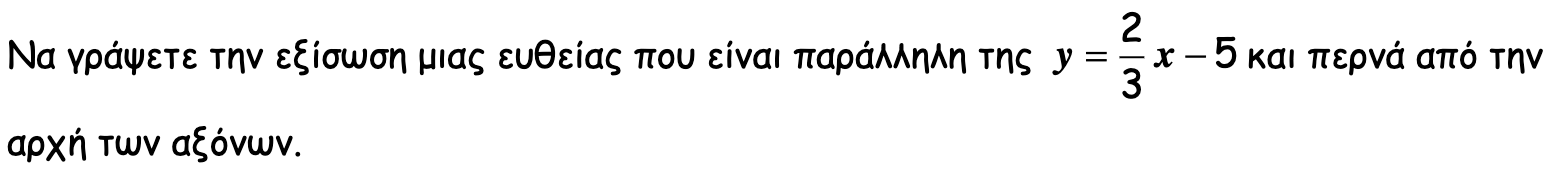 Να γράψετε την εξίσωση μιας ευθείας που είναι παράλληλη της y = 2/3 x − 5 και περνά από την
αρχή των αξόνων.